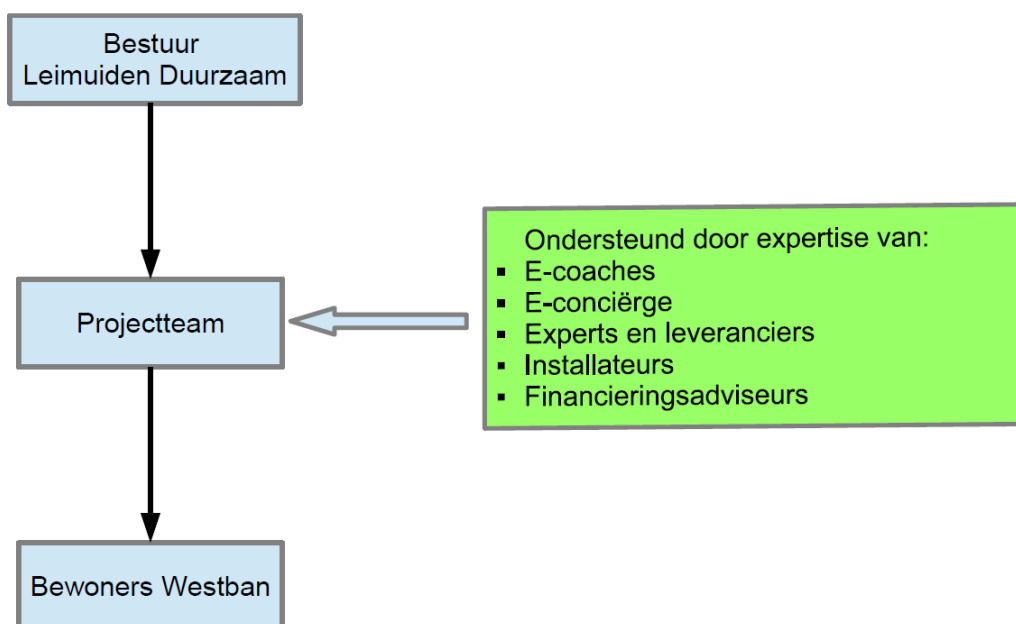 Bestuur
Leimuiden Duurzaam
Projectteam
Ondersteund door expertise van:
▪ E-coaches
▪ E-conciërge
▪ Experts en leveranciers
▪ Installateurs
▪ Financieringsadviseurs
Bewoners Westban